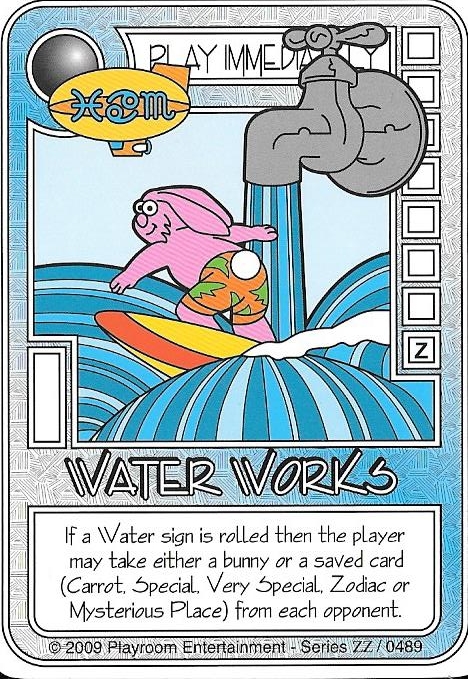 PLAY IMMEDIATELY
♓♋♏
Z
WATER WORKS
If a Water sign is rolled then the player
may take either a bunny or a saved card
(Carrot, Special, Very Special, Zodiac or
Mysterious Place) from each opponent.
© 2009 Playroom Entertainment - Series ZZ / 0489